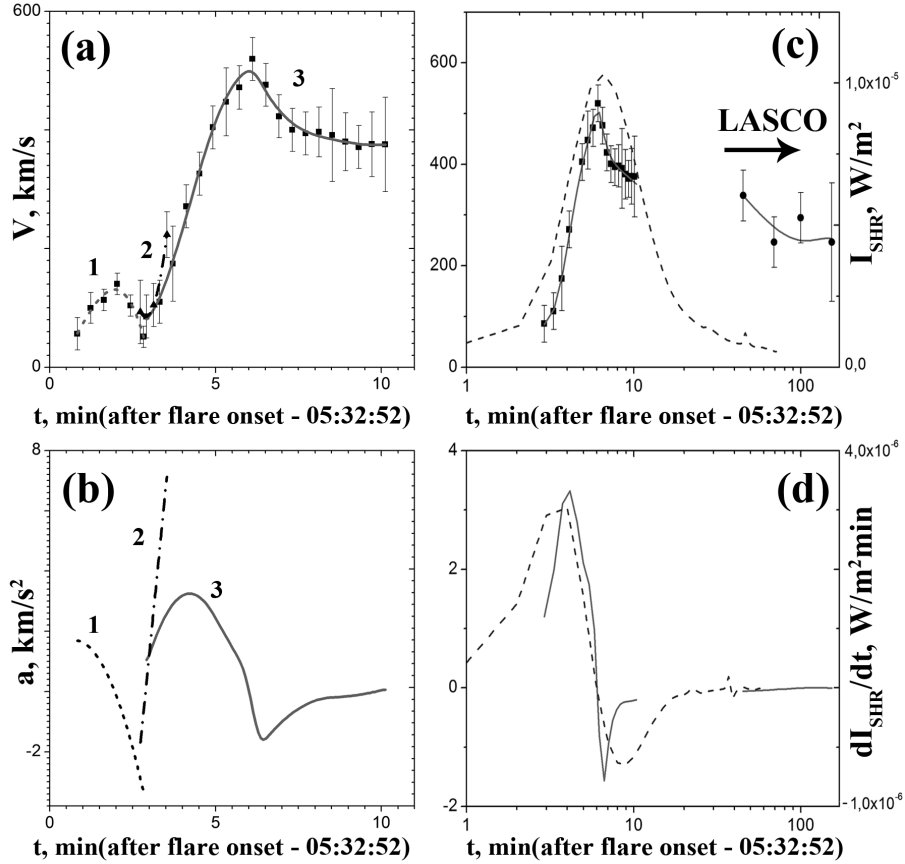 (a)
600
0
V, km/s
1
2
3
0
5
10
t, min(after flare onset - 05:32:52)
(c)
600
400
200
0
LASCO
1,0x10⁻⁵
0,0
I_SHR, W/m²
1
10
100
t, min(after flare onset - 05:32:52)
(b)
8
-2
a, km/s²
1
2
3
0
5
10
t, min(after flare onset - 05:32:52)
(d)
4
2
0
-2
4,0x10⁻⁶
-1,0x10⁻⁶
dI_SHR/dt, W/m²min
1
10
100
t, min(after flare onset - 05:32:52)